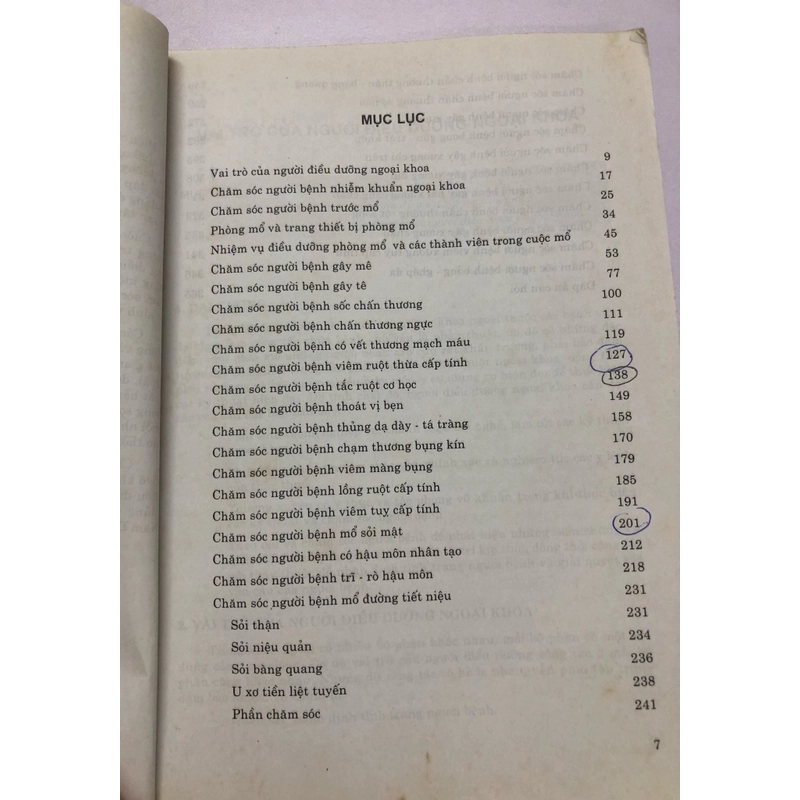 MỤC LỤC
Vai trò của người điều dưỡng ngoại khoa 9
Chăm sóc người bệnh nhiễm khuẩn ngoại khoa 17
Chăm sóc người bệnh trước mổ 25
Phòng mổ và trang thiết bị phòng mổ 34
Nhiệm vụ điều dưỡng phòng mổ và các thành viên trong cuộc mổ 45
Chăm sóc người bệnh gây mê 53
Chăm sóc người bệnh gây tê 77
Chăm sóc người bệnh sốc chấn thương 100
Chăm sóc người bệnh chấn thương ngực 111
Chăm sóc người bệnh có vết thương mạch máu 119
Chăm sóc người bệnh viêm ruột thừa cấp tính 127
Chăm sóc người bệnh tắc ruột cơ học 138
Chăm sóc người bệnh thoát vị bẹn 149
Chăm sóc người bệnh thủng dạ dày - tá tràng 158
Chăm sóc người bệnh chạm thương bụng kín 170
Chăm sóc người bệnh viêm màng bụng 179
Chăm sóc người bệnh lồng ruột cấp tính 185
Chăm sóc người bệnh viêm tuỵ cấp tính 191
Chăm sóc người bệnh mổ sỏi mật 201
Chăm sóc người bệnh có hậu môn nhân tạo 212
Chăm sóc người bệnh trĩ - rò hậu môn 218
Chăm sóc người bệnh mổ đường tiết niệu 231
Sỏi thận 231
Sỏi niệu quản 234
Sỏi bàng quang 236
U xơ tiền liệt tuyến 238
Phần chăm sóc 241
7